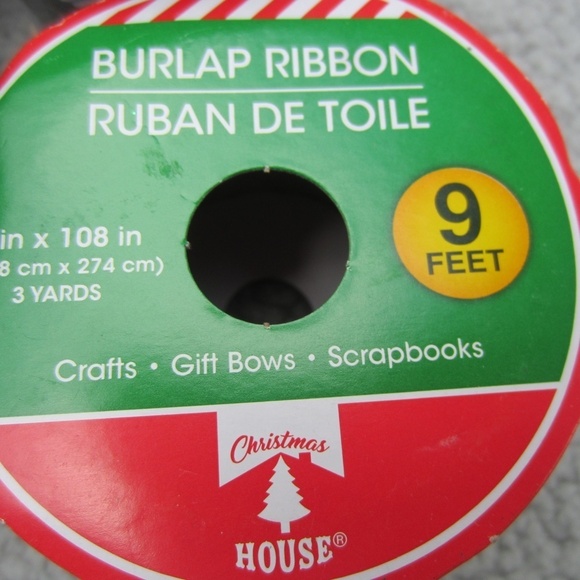 BURLAP RIBBON
RUBAN DE TOILE
in x 108 in
8 cm x 274 cm)
3 YARDS
9
FEET
Crafts • Gift Bows • Scrapbooks
Christmas
HOUSE®